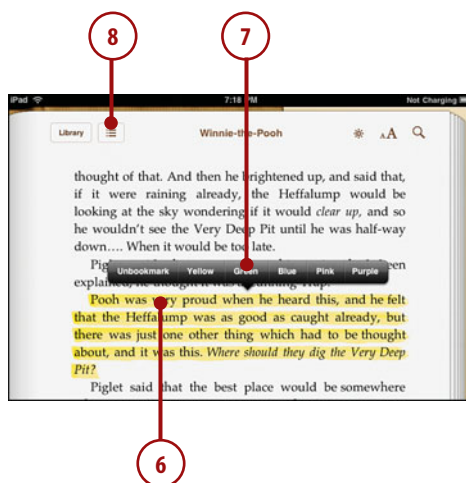 8
7
iPad
7:18 PM
Not Charging
Library
Winnie-the-Pooh
AA
thought of that. And then he brightened up, and said that,
if it were raining already, the Heffalump would be
looking at the sky wondering if it would clear up, and so
he wouldn't see the Very Deep Pit until he was half-way
down.... When it would be too late.
Unbookmark Yellow Green Blue Pink Purple
Pooh was very proud when he heard this, and he felt
that the Heffalump was as good as caught already, but
there was just one other thing which had to be thought
about, and it was this. Where should they dig the Very Deep
Pit?
Piglet said that the best place would be somewhere
6